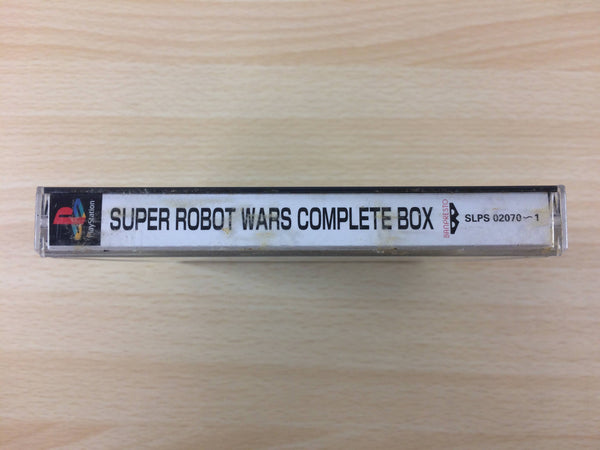 PlayStation
SUPER ROBOT WARS COMPLETE BOX
BANPRESTO
SLPS 02070~1